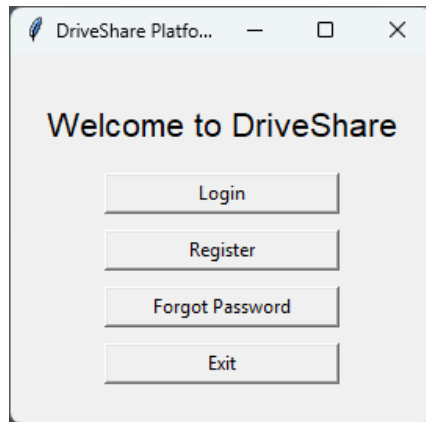 DriveShare Platfo...
Welcome to DriveShare
Login
Register
Forgot Password
Exit